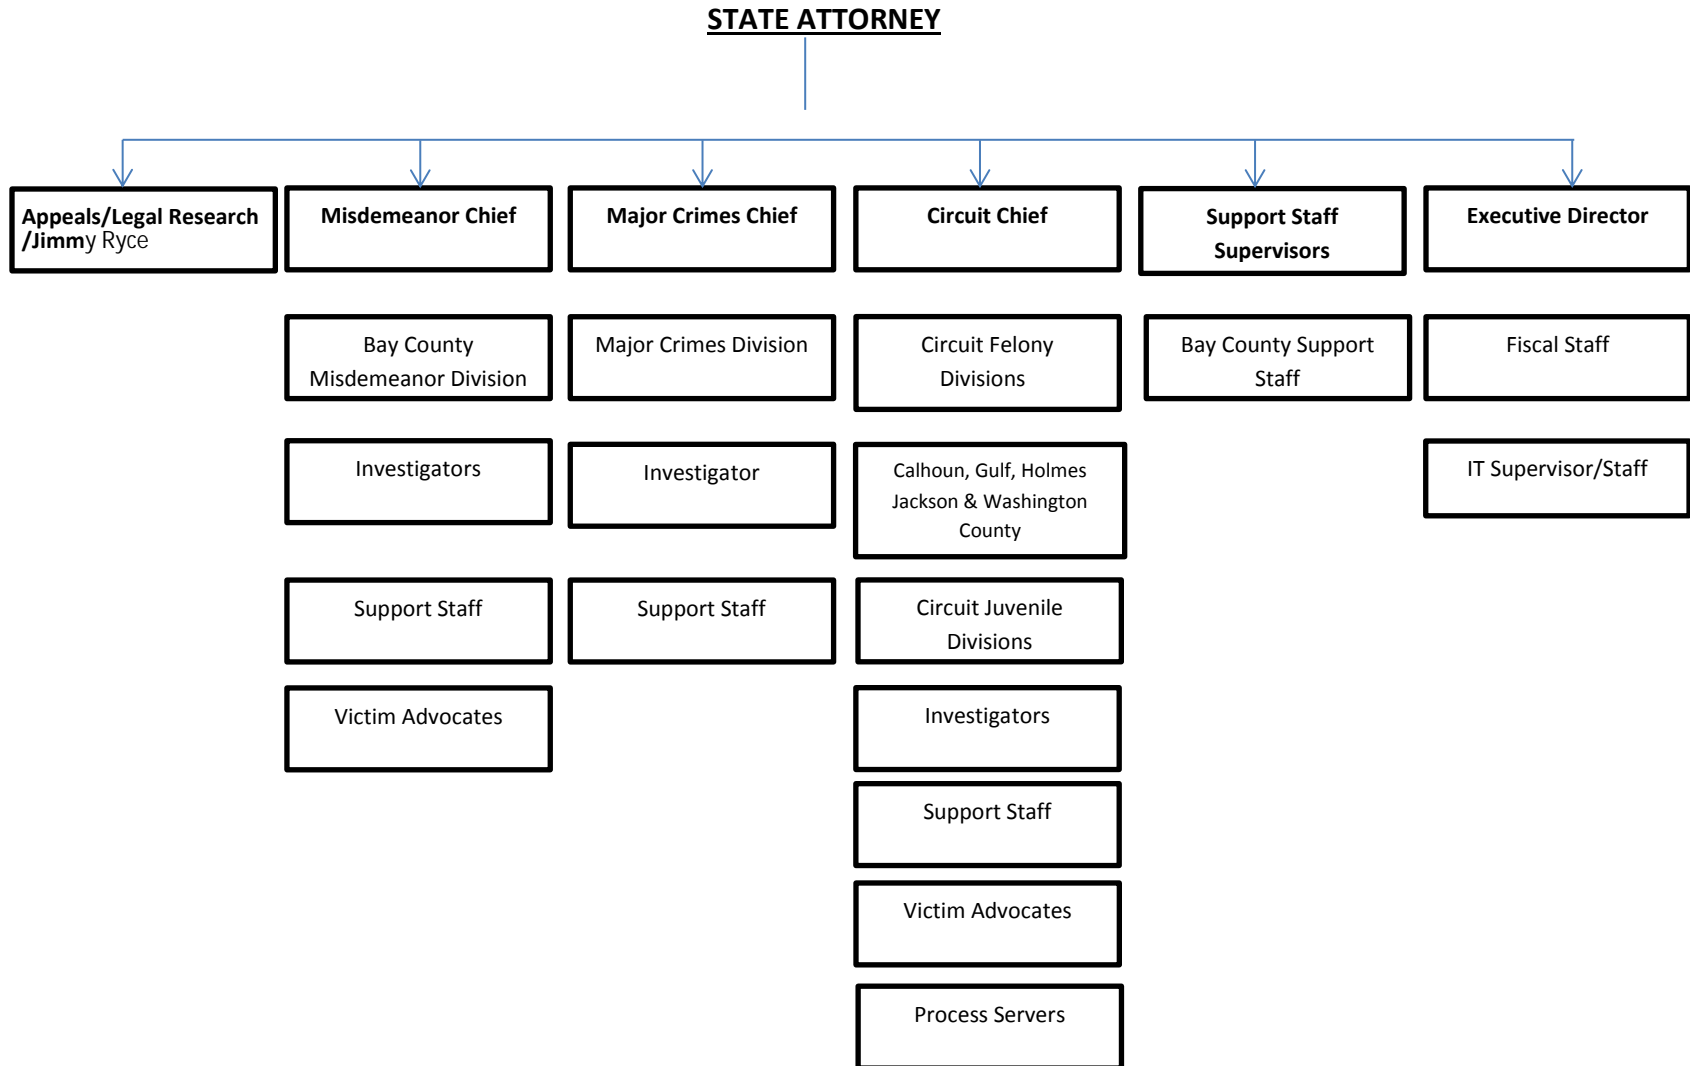 STATE ATTORNEY
Appeals/Legal Research
/Jimmy Ryce
Misdemeanor Chief
Major Crimes Chief
Circuit Chief
Support Staff
Supervisors
Executive Director
Bay County
Misdemeanor Division
Major Crimes Division
Circuit Felony
Divisions
Bay County Support
Staff
Fiscal Staff
Investigators
Investigator
Calhoun, Gulf, Holmes
Jackson & Washington
County
IT Supervisor/Staff
Support Staff
Support Staff
Circuit Juvenile
Divisions
Victim Advocates
Investigators
Support Staff
Victim Advocates
Process Servers